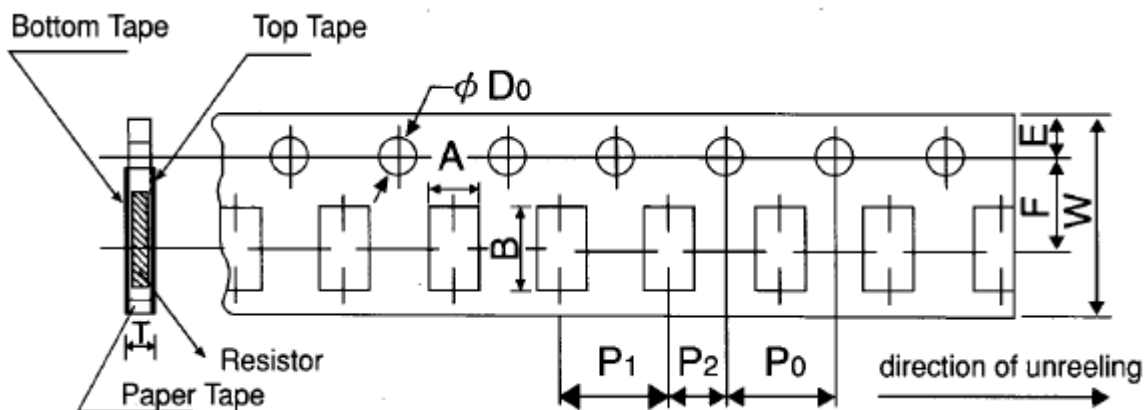 Bottom Tape
Top Tape
ϕ D0
A
B
E
F
W
T
Resistor
Paper Tape
P1
P2
P0
direction of unreeling